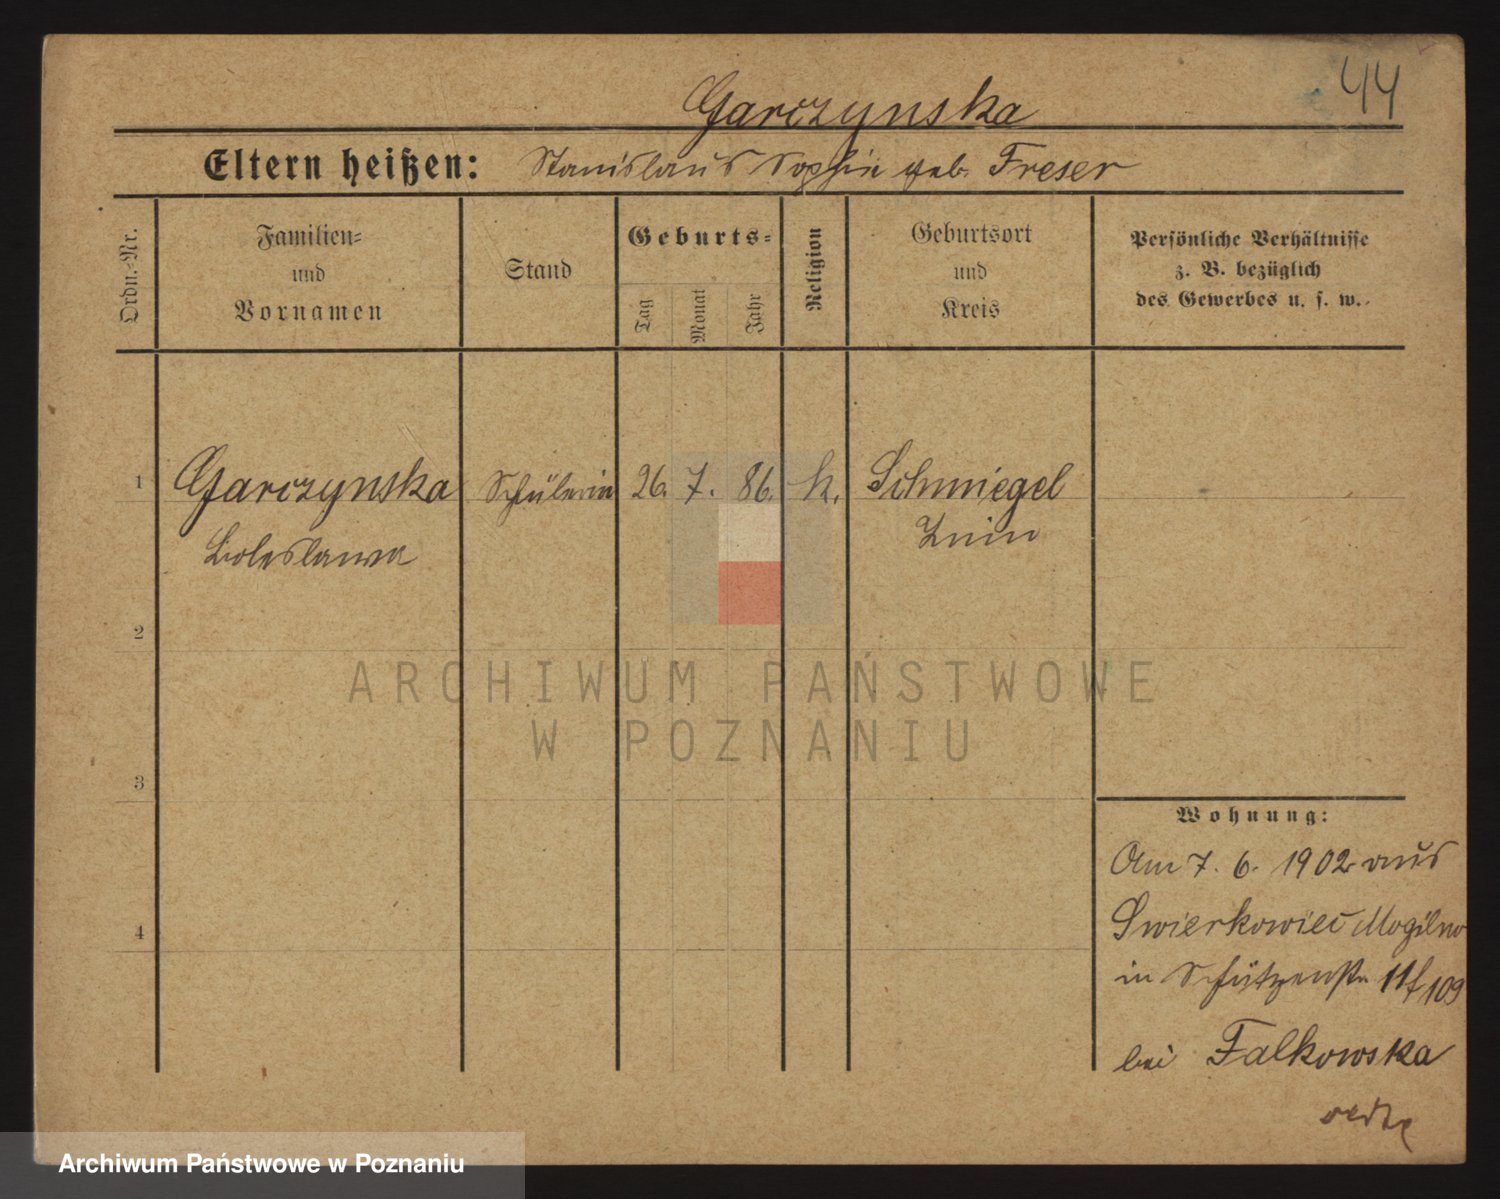 44
Garczynska
Eltern heißen: Stanislaus Sophie geb. Freser
Ordn.-Nr.
Familien-
und
Vornamen
Stand
Geburts-
Tag
Monat
Jahr
Religion
Geburtsort
und
Kreis
Persönliche Verhältnisse
z. B. bezüglich
des Gewerbes u. s. w.
1
Garczynska Schülerin 26. 7. 86. k. Schmiegel
Boleslawa Znin
2
ARCHIWUM PAŃSTWOWE
W POZNANIU
3
Wohnung:
Am 7. 6. 1902 aus
4
Swierkowiec Mogilno
in Schützenstr. 11f 109
bei Falkowska
Archiwum Państwowe w Poznaniu